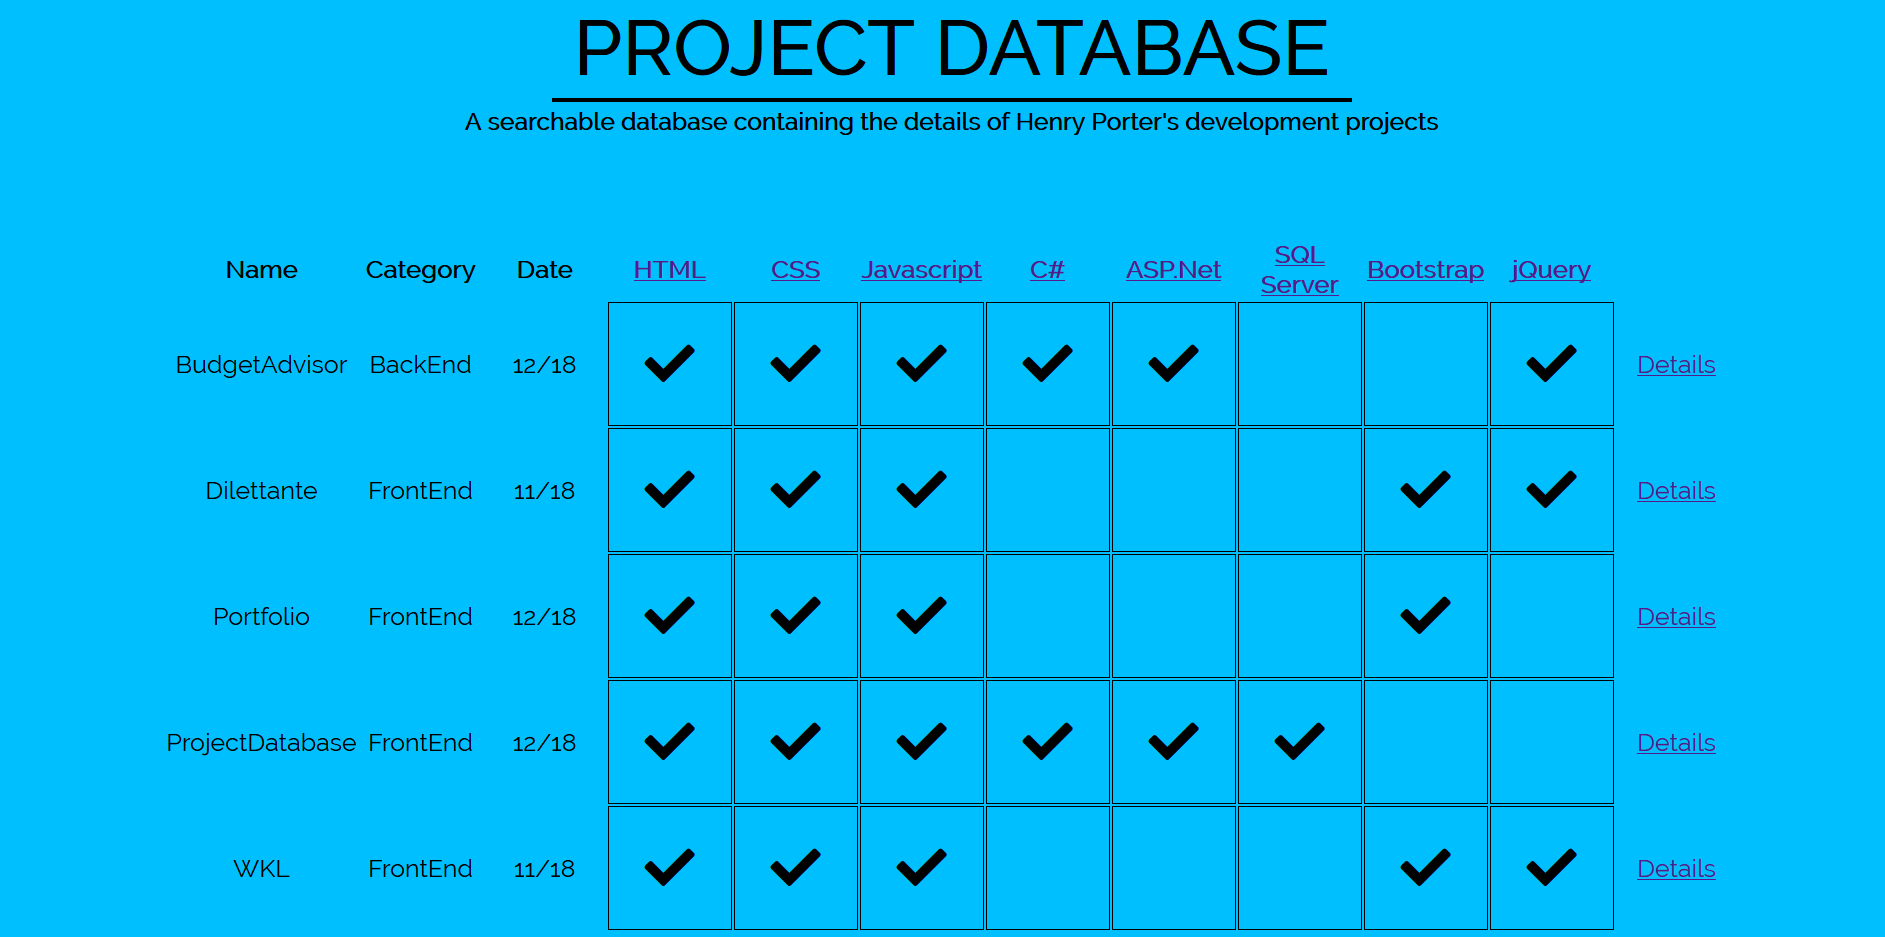 PROJECT DATABASE
A searchable database containing the details of Henry Porter's development projects
Name Category Date HTML CSS Javascript C# ASP.Net SQL Server Bootstrap jQuery
BudgetAdvisor BackEnd 12/18 ✔ ✔ ✔ ✔ ✔ ✔ Details
Dilettante FrontEnd 11/18 ✔ ✔ ✔ ✔ ✔ Details
Portfolio FrontEnd 12/18 ✔ ✔ ✔ ✔ Details
ProjectDatabase FrontEnd 12/18 ✔ ✔ ✔ ✔ ✔ ✔ Details
WKL FrontEnd 11/18 ✔ ✔ ✔ ✔ ✔ Details